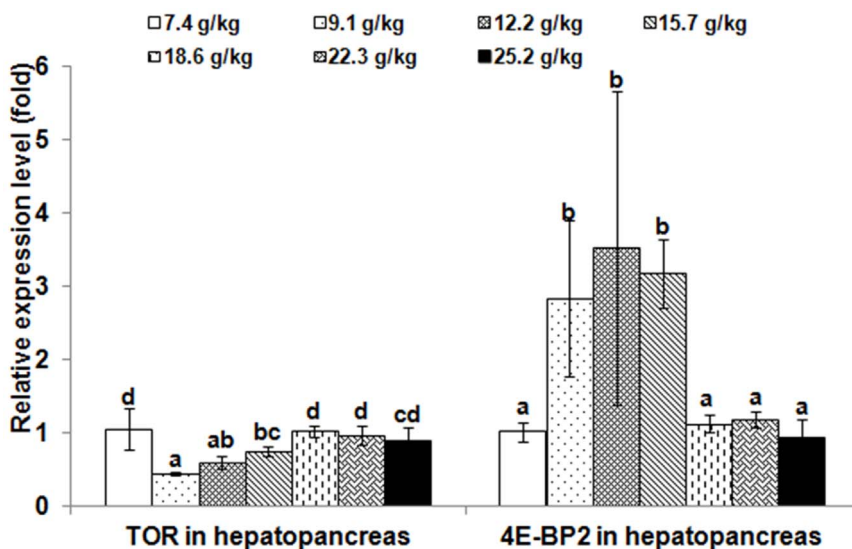 7.4 g/kg 9.1 g/kg 12.2 g/kg 15.7 g/kg
18.6 g/kg 22.3 g/kg 25.2 g/kg
Relative expression level (fold)
6
5
4
3
2
1
0
d a ab bc d d cd
a b b b a a a
TOR in hepatopancreas 4E-BP2 in hepatopancreas